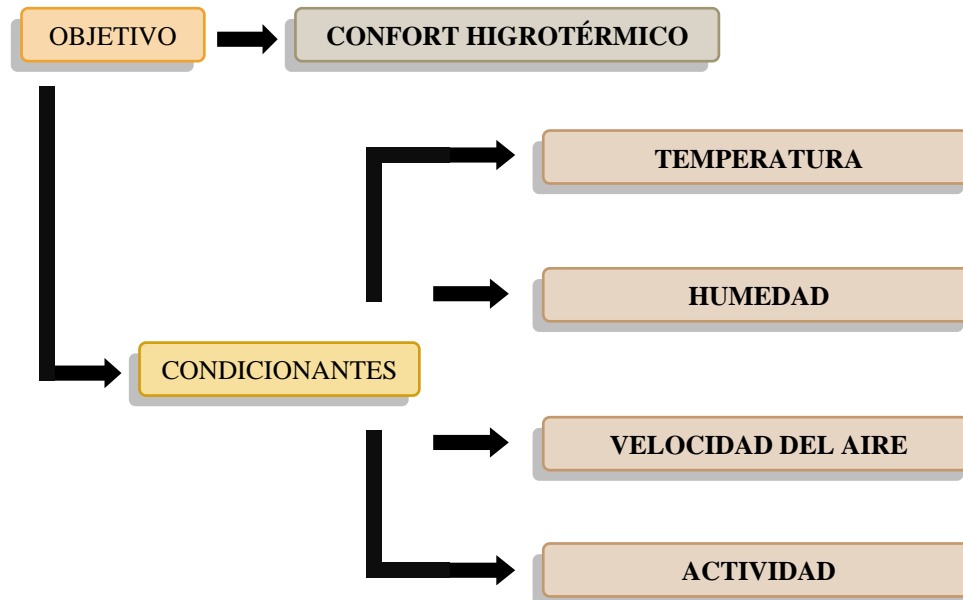 OBJETIVO
CONFORT HIGROTÉRMICO
TEMPERATURA
HUMEDAD
CONDICIONANTES
VELOCIDAD DEL AIRE
ACTIVIDAD